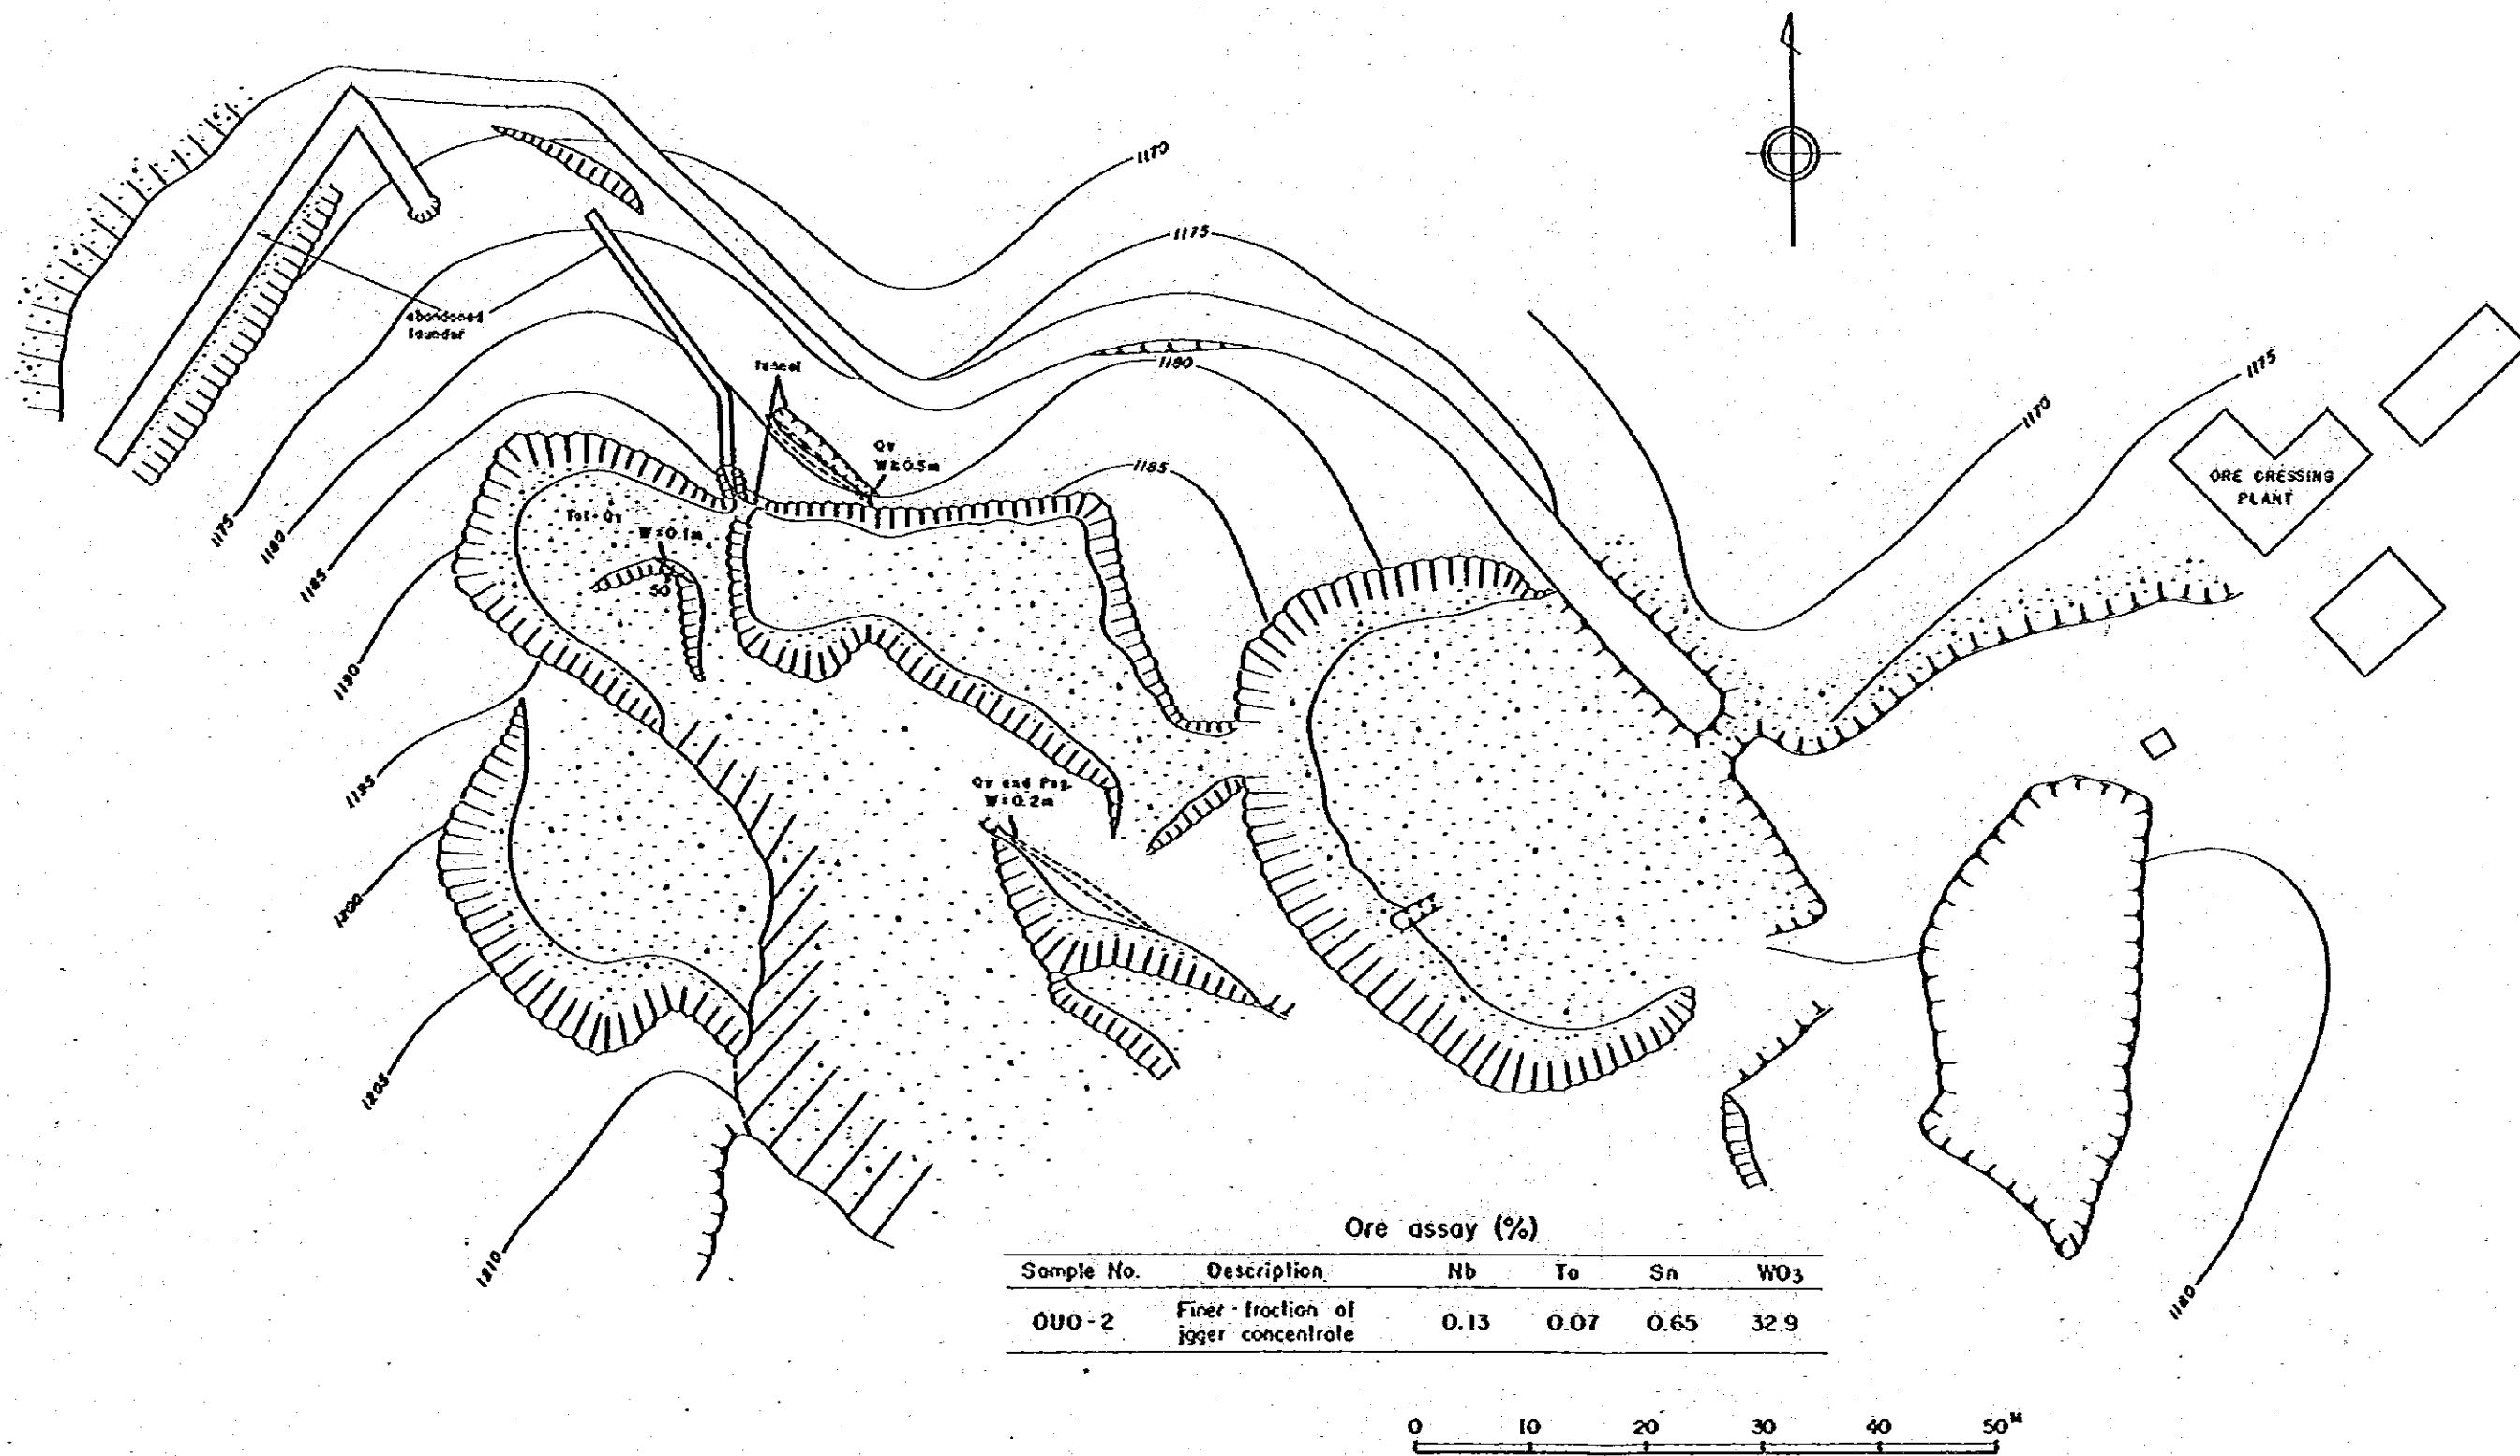 1170
1175
1180
1185
abandoned
launder
tunnel
Qv
W=0.5m
1175
1170
ORE DRESSING
PLANT
1175
1180
1185
1190
1195
1200
1205
1210
W=0.1m
50
Qv and Peg.
W=0.2m
1180
Ore assay (%)
Sample No. Description Nb Ta Sn WO3
OUO-2 Finer fraction of jgger concentrate 0.13 0.07 0.65 32.9
0 10 20 30 40 50M